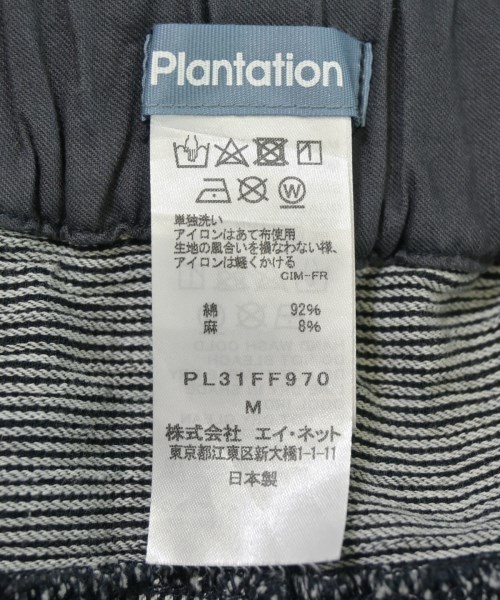 Plantation
単独洗い
アイロンはあて布使用
生地の風合いを損なわない様、
アイロンは軽くかける
CIM-FR
綿 92%
麻 8%
PL31FF970
M
株式会社 エイ・ネット
東京都江東区新大橋1-1-11
日本製